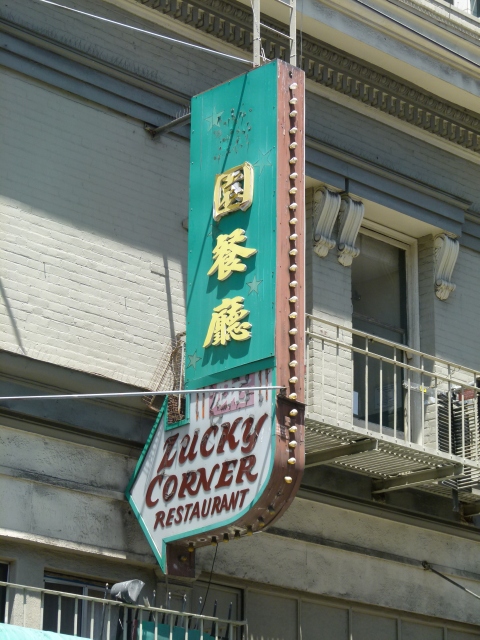 園
餐
廳
LUCKY
CORNER
RESTAURANT